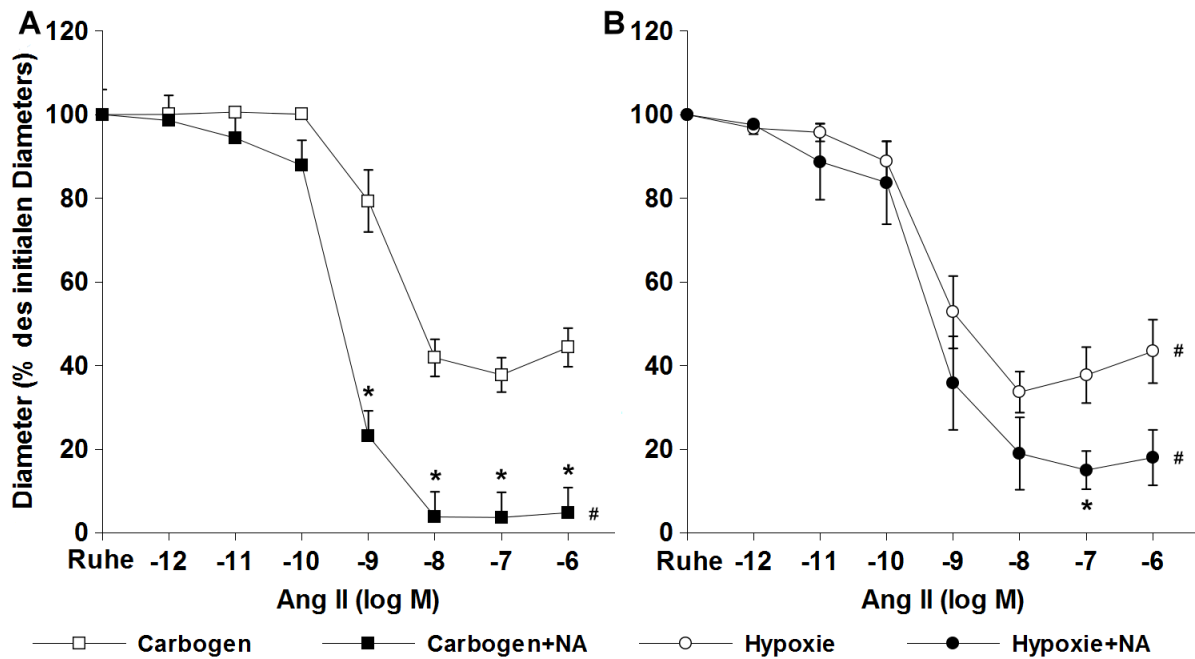 A
B
Diameter (% des initialen Diameters)
120
100
80
60
40
20
0
*
*
*
*
#
Ruhe -12 -11 -10 -9 -8 -7 -6
Ang II (log M)
120
100
80
60
40
20
0
#
#
*
Ruhe -12 -11 -10 -9 -8 -7 -6
Ang II (log M)
Carbogen Carbogen+NA Hypoxie Hypoxie+NA